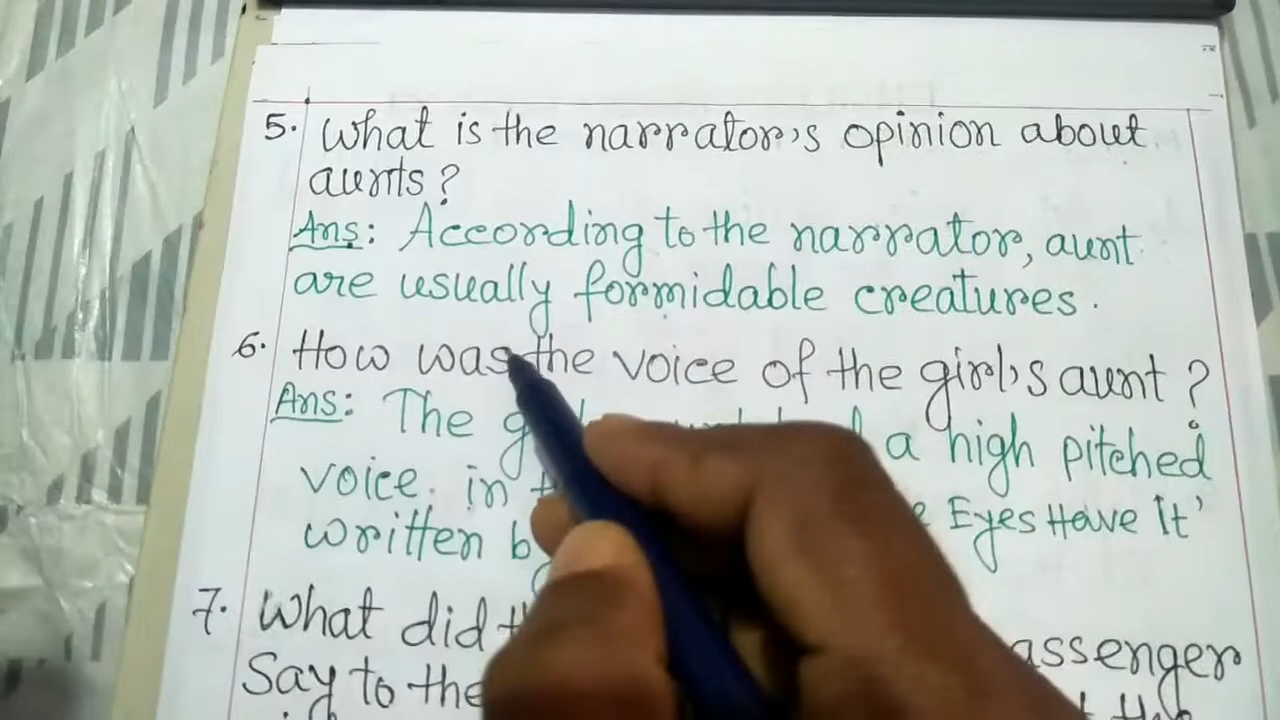 5. What is the narrator's opinion about
aunts?
Ans: According to the narrator, aunt
are usually formidable creatures.
6. How was the voice of the girl's aunt?
Ans: The a high pitched
voice. in
written Eyes Have It'
7. What did
Say to the